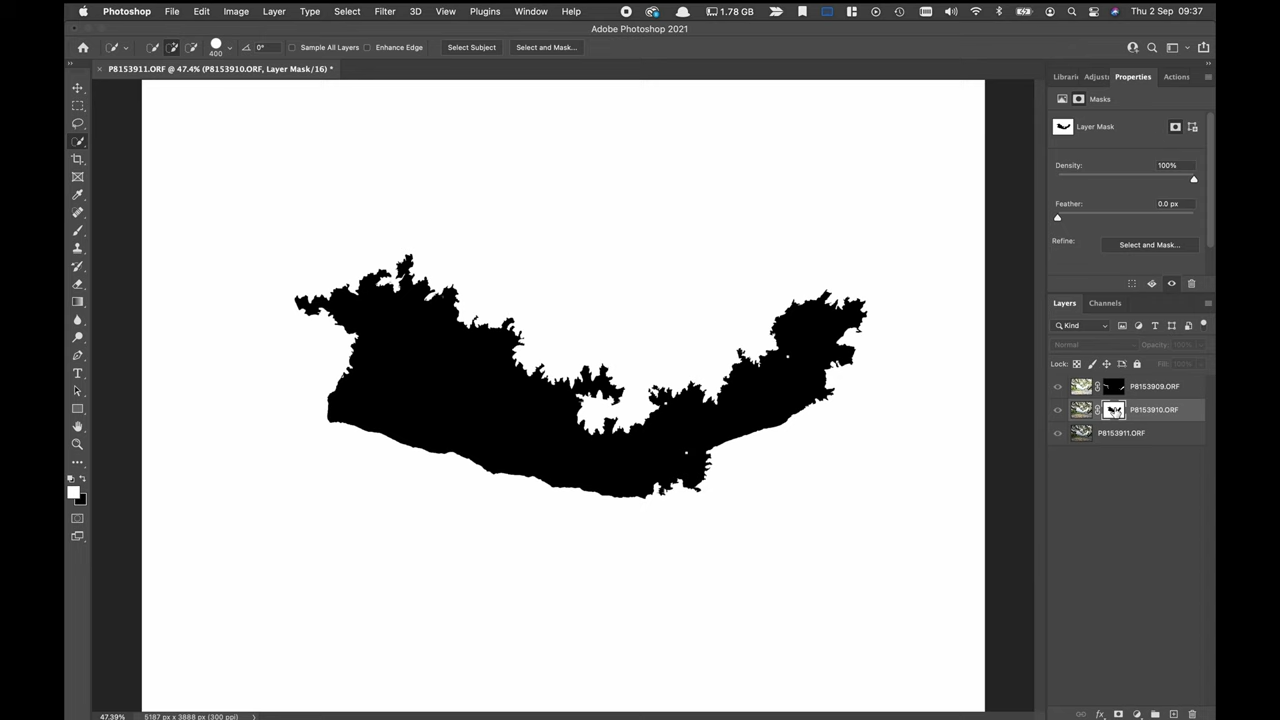 Photoshop File Edit Image Layer Type Select Filter 3D View Plugins Window Help 1.78 GB Thu 2 Sep 09:37
Adobe Photoshop 2021
400 0° Sample All Layers Enhance Edge Select Subject Select and Mask...
P8153911.ORF @ 47.4% (P8153910.ORF, Layer Mask/16) *
Librari Adjust Properties Actions
Masks
Layer Mask
Density: 100%
Feather: 0.0 px
Refine: Select and Mask...
Layers Channels
Kind
Normal Opacity: 100%
Lock: Fill: 100%
P8153909.ORF
P8153910.ORF
P8153911.ORF
47.39% 5187 px x 3888 px (300 ppi)